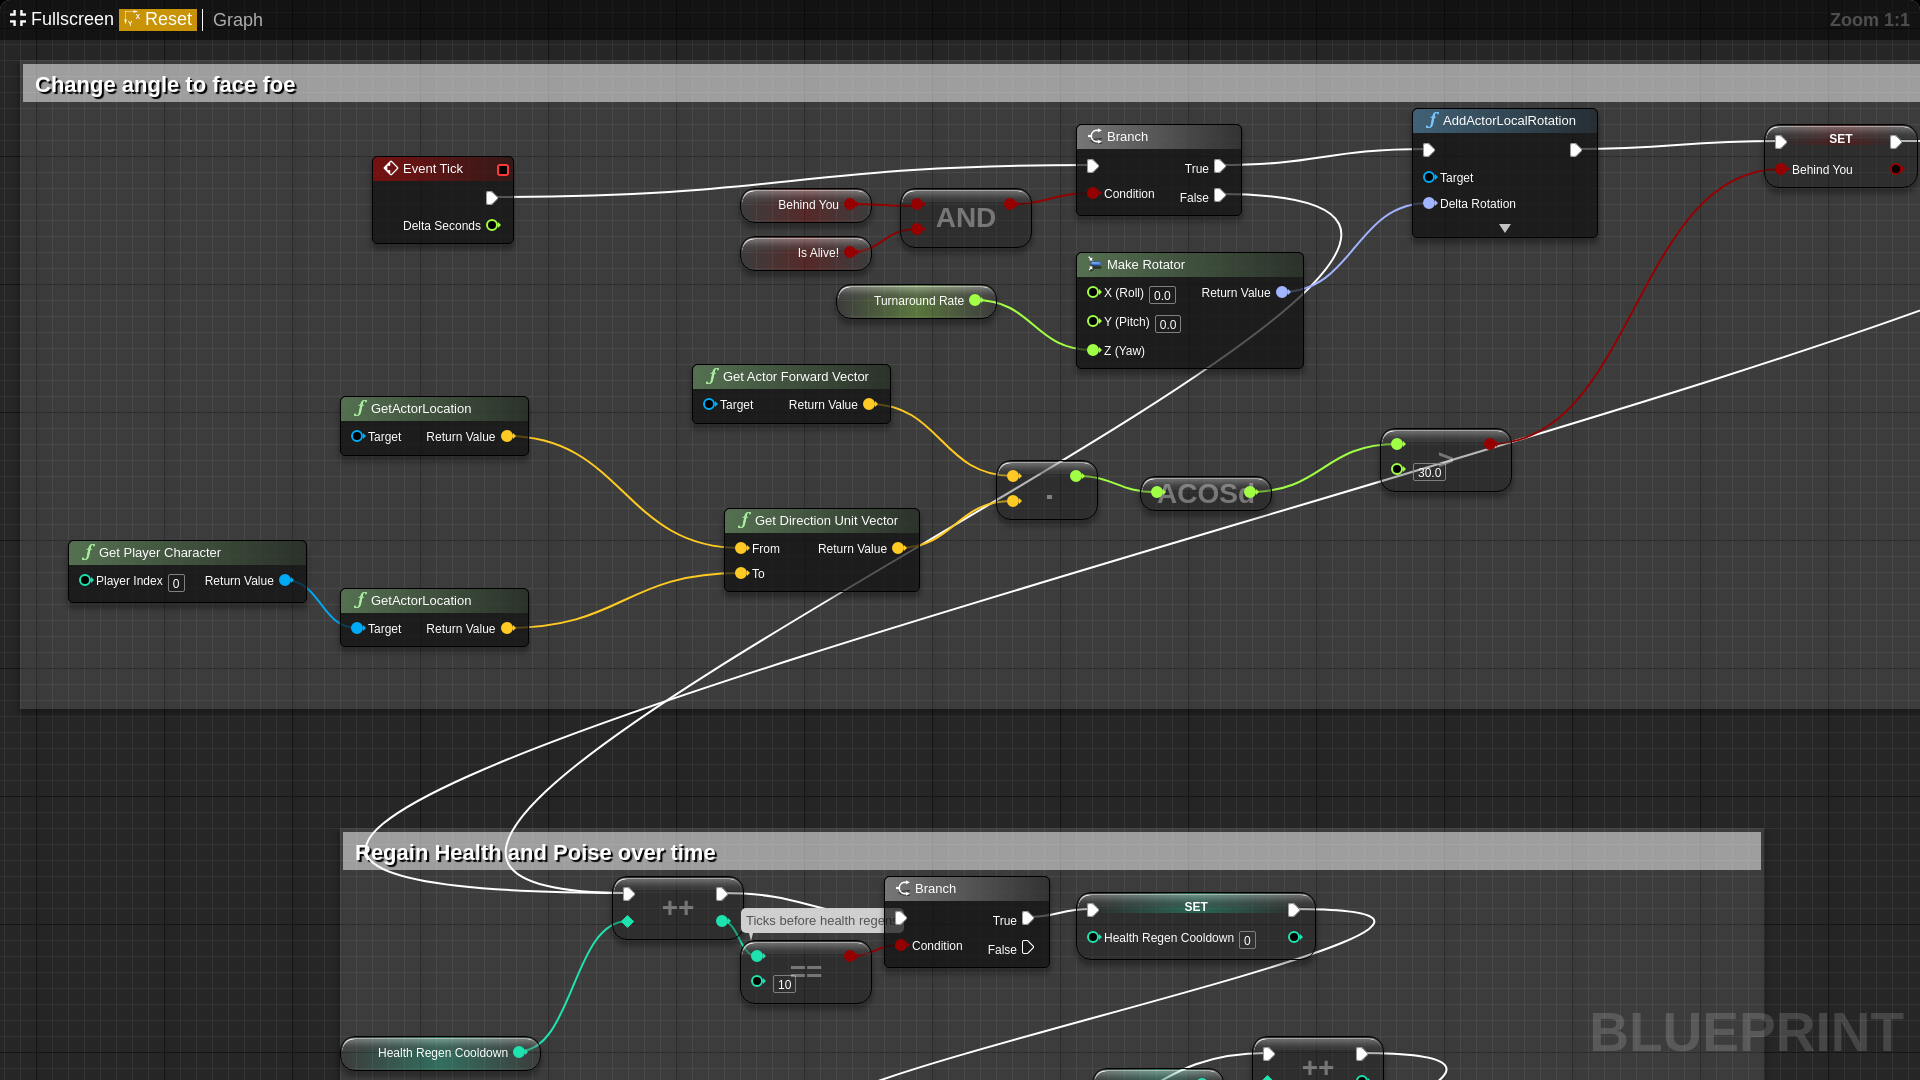 Fullscreen Reset Graph Zoom 1:1
Change angle to face foe
Event Tick
Delta Seconds
Behind You
Is Alive!
AND
Branch
True
Condition
False
AddActorLocalRotation
Target
Delta Rotation
SET
Behind You
Turnaround Rate
Make Rotator
X (Roll) 0.0 Return Value
Y (Pitch) 0.0
Z (Yaw)
Get Actor Forward Vector
Target Return Value
GetActorLocation
Target Return Value
Get Direction Unit Vector
From Return Value
To
.
ACOSd
>
30.0
Get Player Character
Player Index 0 Return Value
GetActorLocation
Target Return Value
Regain Health and Poise over time
++
Ticks before health regen
==
10
Branch
True
Condition
False
SET
Health Regen Cooldown 0
Health Regen Cooldown
++
BLUEPRINT